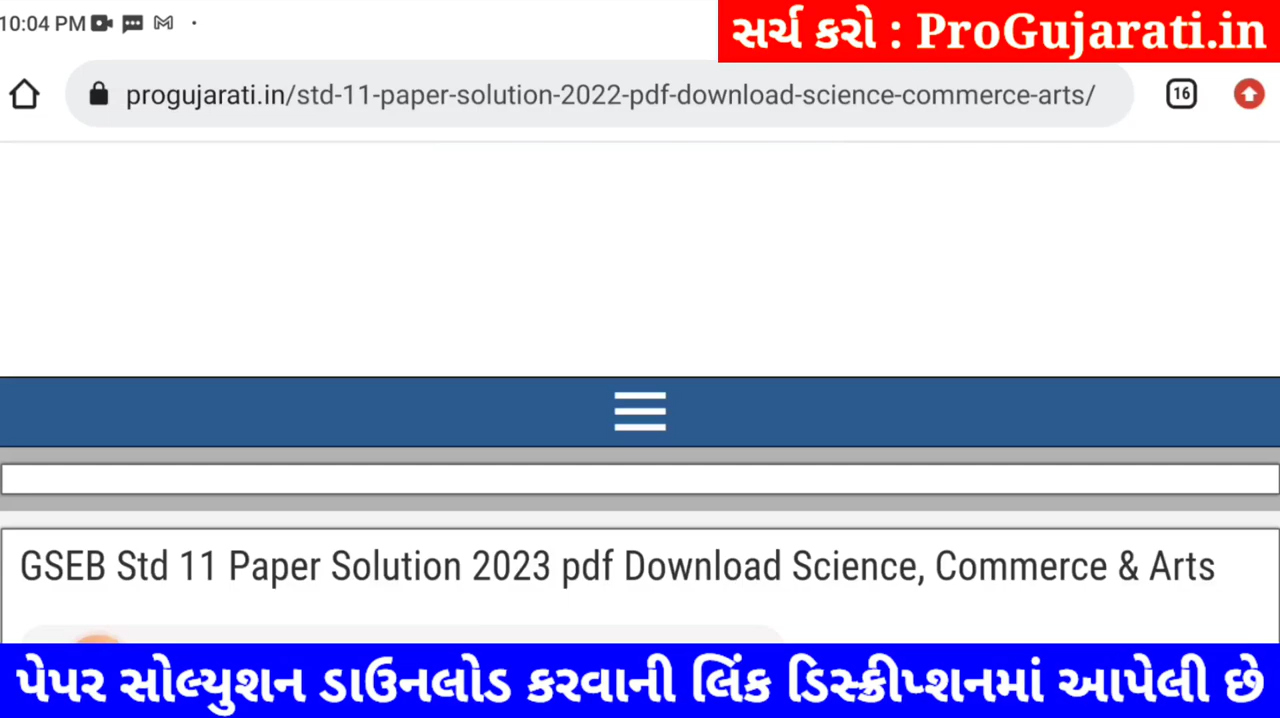 10:04 PM
સર્ચ કરો : ProGujarati.in
progujarati.in/std-11-paper-solution-2022-pdf-download-science-commerce-arts/
16
GSEB Std 11 Paper Solution 2023 pdf Download Science, Commerce & Arts
પેપર સોલ્યુશન ડાઉનલોડ કરવાની લિંક ડિસ્ક્રીપ્શનમાં આપેલી છે